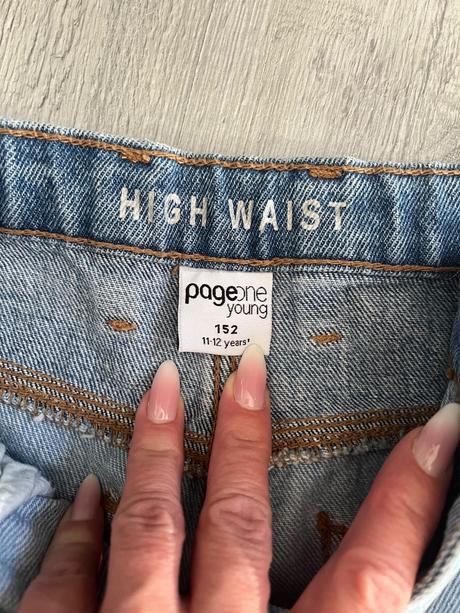 HIGH WAIST
pageone
young
152
11-12 years